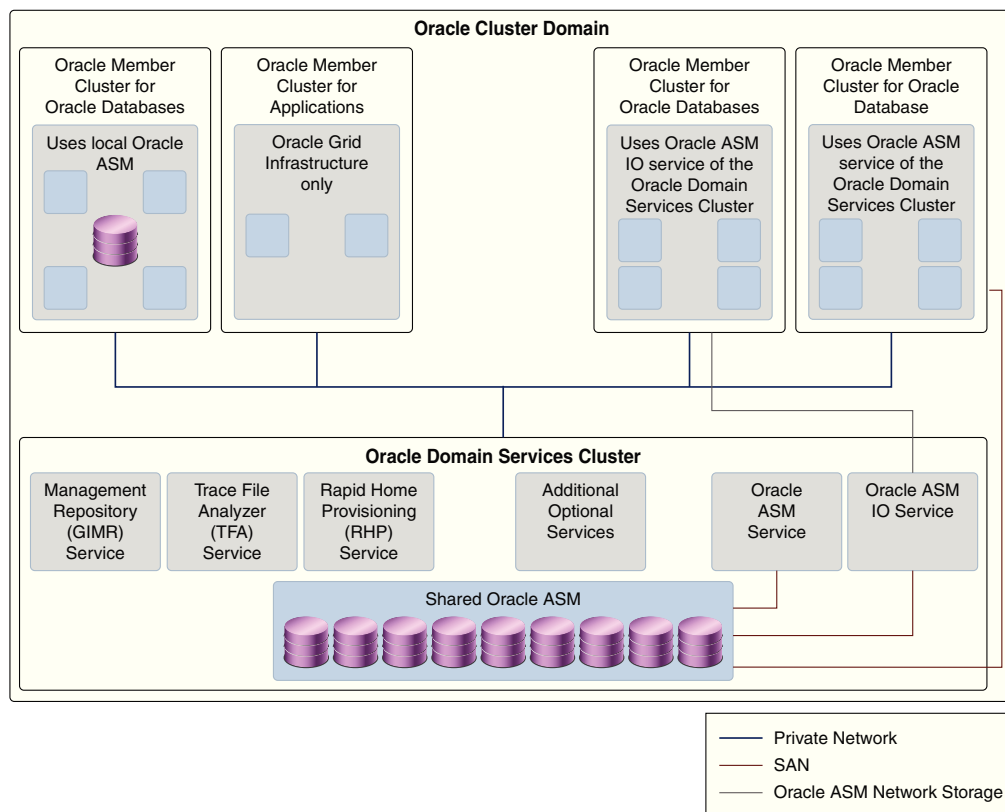 Oracle Cluster Domain
Oracle Member
Cluster for
Oracle Databases
Uses local Oracle
ASM
Oracle Member
Cluster for
Applications
Oracle Grid
Infrastructure
only
Oracle Member
Cluster for
Oracle Databases
Uses Oracle ASM
IO service of the
Oracle Domain
Services Cluster
Oracle Member
Cluster for Oracle
Database
Uses Oracle ASM
service of the
Oracle Domain
Services Cluster
Oracle Domain Services Cluster
Management
Repository
(GIMR)
Service
Trace File
Analyzer
(TFA)
Service
Rapid Home
Provisioning
(RHP)
Service
Additional
Optional
Services
Oracle
ASM
Service
Oracle ASM
IO Service
Shared Oracle ASM
Private Network
SAN
Oracle ASM Network Storage